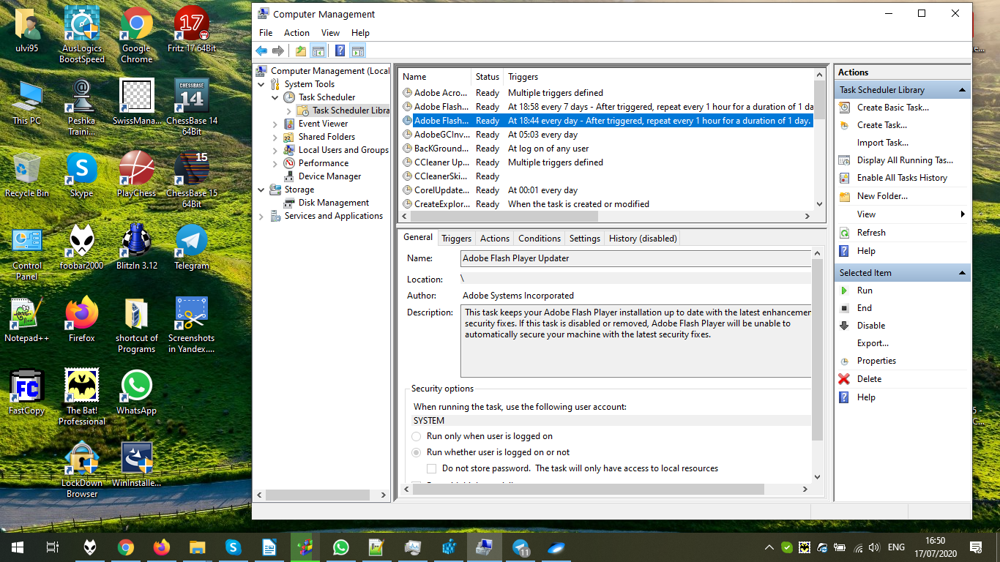 ulvi95
AusLogics
BoostSpeed
Google
Chrome
17
Fritz 17 64Bit
This PC
Peshka
Traini...
SwissMana...
CHESSBASE
14
ChessBase 14
64Bit
Recycle Bin
Skype
PlayChess
15
ChessBase 15
64Bit
Control
Panel
foobar2000
BlitzIn 3.12
Telegram
Notepad++
Firefox
shortcut of
Programs
Screenshots
in Yandex....
FC
FastCopy
The Bat!
Professional
WhatsApp
LockDown
Browser
WinInstalle...
Computer Management
File Action View Help
Computer Management (Local
System Tools
Task Scheduler
Task Scheduler Libra
Event Viewer
Shared Folders
Local Users and Groups
Performance
Device Manager
Storage
Disk Management
Services and Applications
Name Status Triggers
Adobe Acro... Ready Multiple triggers defined
Adobe Flash... Ready At 18:58 every 7 days - After triggered, repeat every 1 hour for a duration of 1 da
Adobe Flash... Ready At 18:44 every day - After triggered, repeat every 1 hour for a duration of 1 day.
AdobeGCInv... Ready At 05:03 every day
BacKGround... Ready At log on of any user
CCleaner Up... Ready Multiple triggers defined
CCleanerSki... Ready
CorelUpdate... Ready At 00:01 every day
CreateExplor... Ready When the task is created or modified
General Triggers Actions Conditions Settings History (disabled)
Name: Adobe Flash Player Updater
Location: \
Author: Adobe Systems Incorporated
Description: This task keeps your Adobe Flash Player installation up to date with the latest enhancemer
security fixes. If this task is disabled or removed, Adobe Flash Player will be unable to
automatically secure your machine with the latest security fixes.
Security options
When running the task, use the following user account:
SYSTEM
Run only when user is logged on
Run whether user is logged on or not
Do not store password. The task will only have access to local resources
Actions
Task Scheduler Library
Create Basic Task...
Create Task...
Import Task...
Display All Running Tas...
Enable All Tasks History
New Folder...
View
Refresh
Help
Selected Item
Run
End
Disable
Export...
Properties
Delete
Help
11
ENG
16:50
17/07/2020